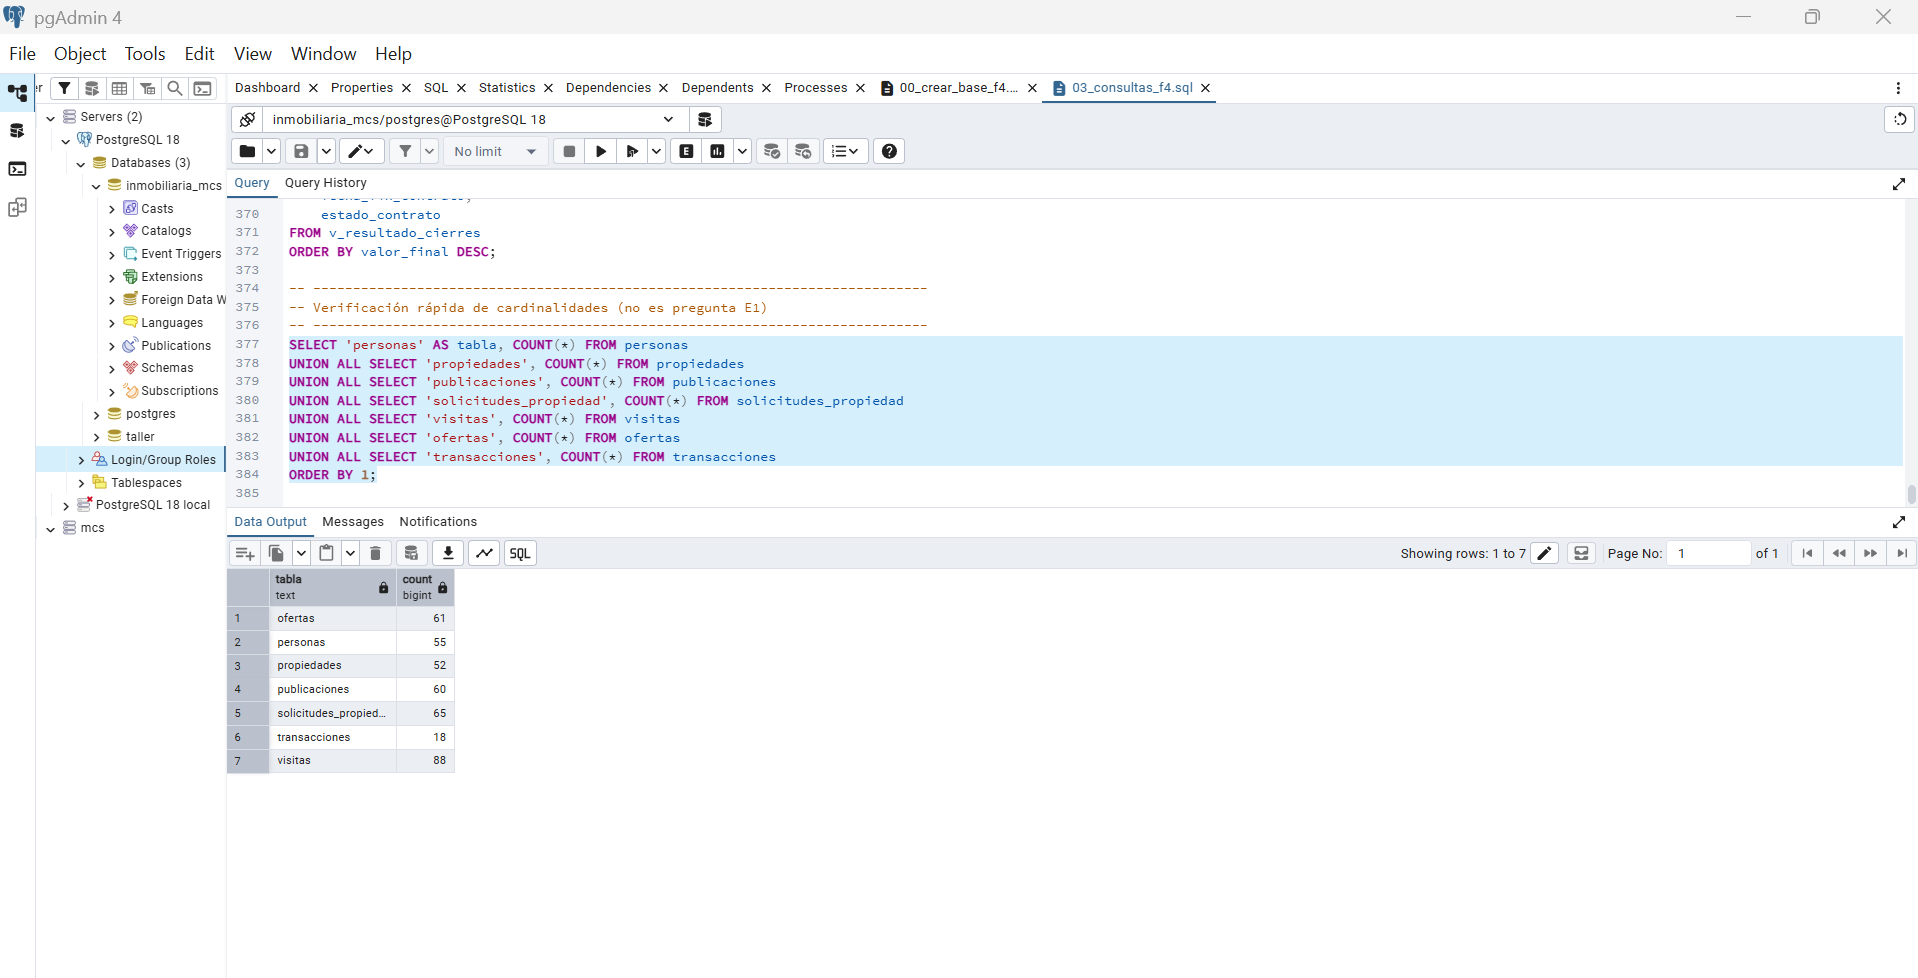 pgAdmin 4
File Object Tools Edit View Window Help
er
Dashboard Properties SQL Statistics Dependencies Dependents Processes 00_crear_base_f4.... 03_consultas_f4.sql
Servers (2)
PostgreSQL 18
Databases (3)
inmobiliaria_mcs
Casts
Catalogs
Event Triggers
Extensions
Foreign Data W
Languages
Publications
Schemas
Subscriptions
postgres
taller
Login/Group Roles
Tablespaces
PostgreSQL 18 local
mcs
inmobiliaria_mcs/postgres@PostgreSQL 18
No limit
E
Query Query History
370 estado_contrato
371 FROM v_resultado_cierres
372 ORDER BY valor_final DESC;
373
374 -- -----------------------------------------------------------------------------
375 -- Verificación rápida de cardinalidades (no es pregunta E1)
376 -- -----------------------------------------------------------------------------
377 SELECT 'personas' AS tabla, COUNT(*) FROM personas
378 UNION ALL SELECT 'propiedades', COUNT(*) FROM propiedades
379 UNION ALL SELECT 'publicaciones', COUNT(*) FROM publicaciones
380 UNION ALL SELECT 'solicitudes_propiedad', COUNT(*) FROM solicitudes_propiedad
381 UNION ALL SELECT 'visitas', COUNT(*) FROM visitas
382 UNION ALL SELECT 'ofertas', COUNT(*) FROM ofertas
383 UNION ALL SELECT 'transacciones', COUNT(*) FROM transacciones
384 ORDER BY 1;
385
Data Output Messages Notifications
SQL Showing rows: 1 to 7 Page No: 1 of 1
tabla count
text bigint
1 ofertas 61
2 personas 55
3 propiedades 52
4 publicaciones 60
5 solicitudes_propied... 65
6 transacciones 18
7 visitas 88